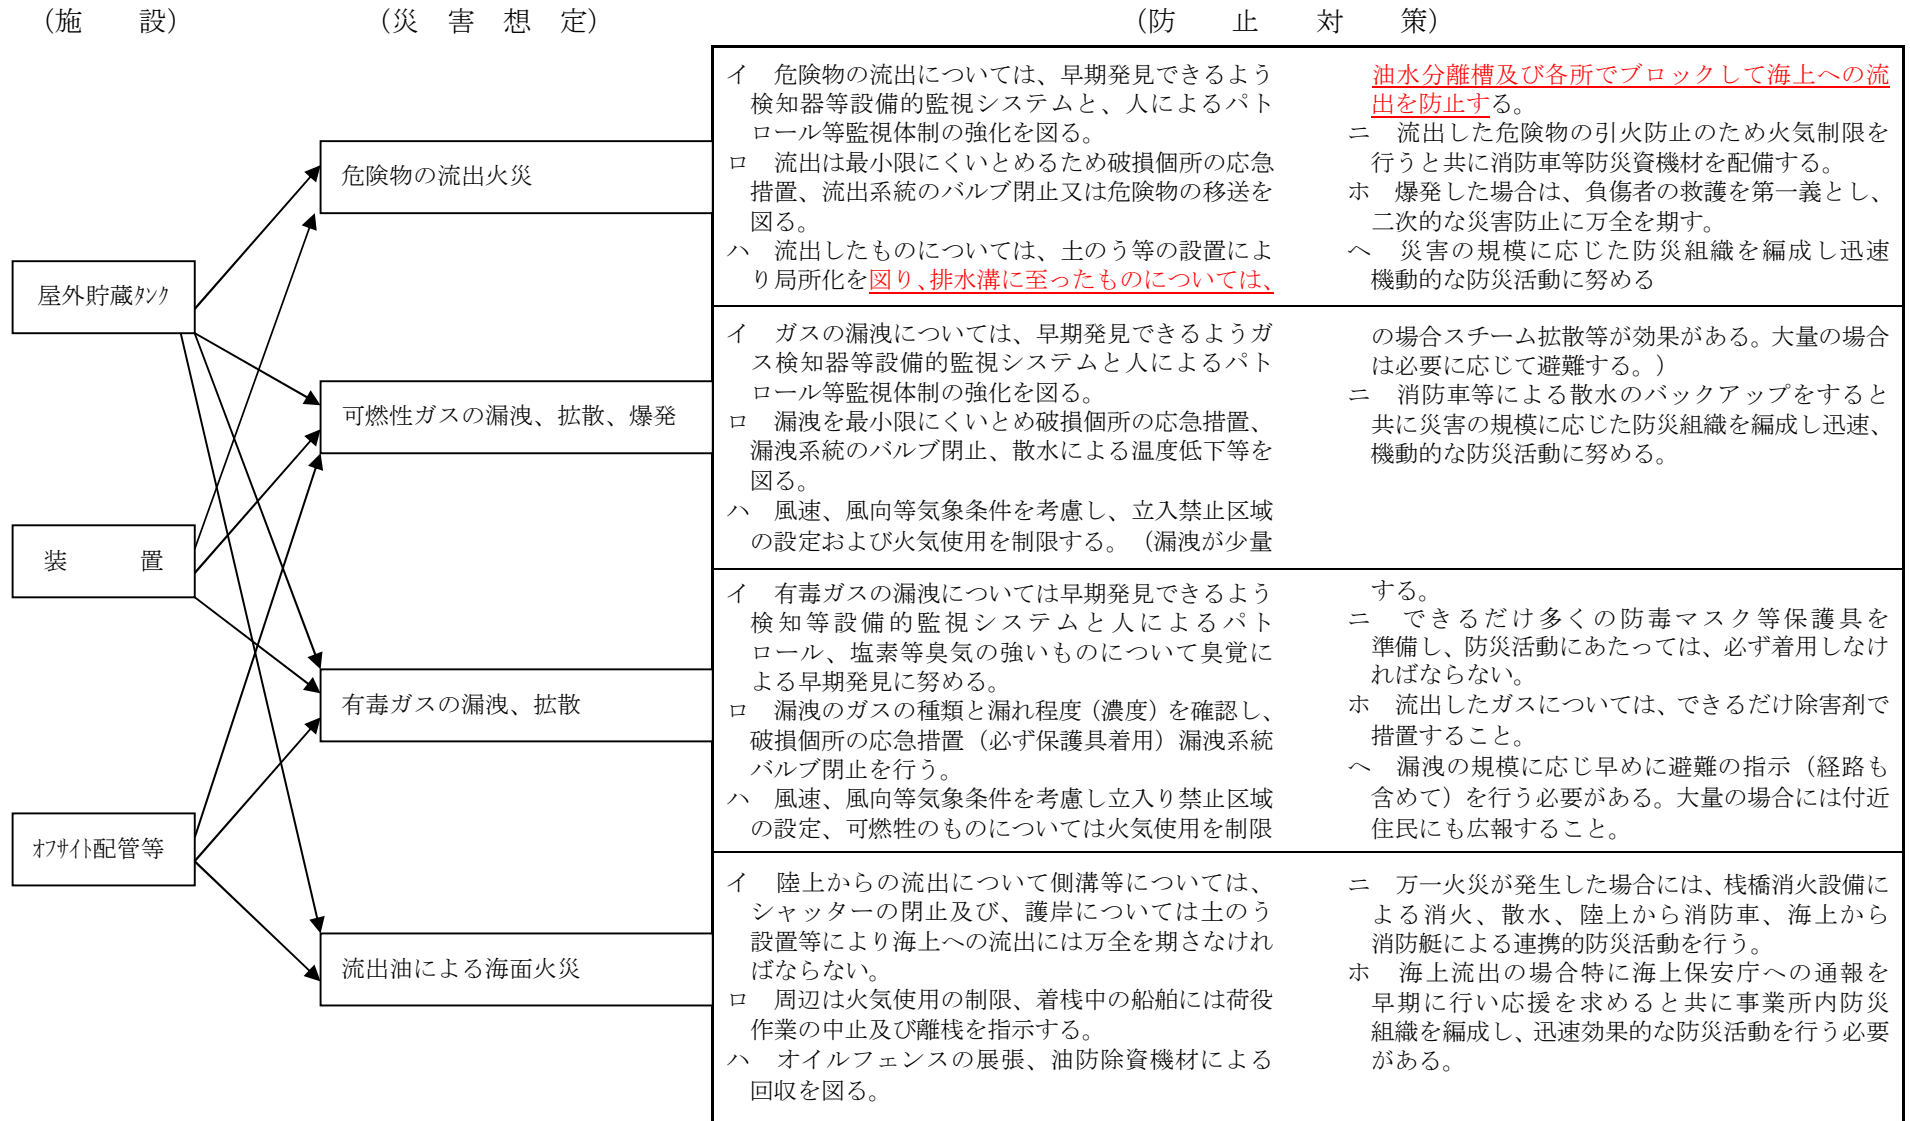 （施　設）
（災害想定）
（防止対策）
屋外貯蔵ﾀﾝｸ
装置
ｵﾌｻｲﾄ配管等
危険物の流出火災
可燃性ガスの漏洩、拡散、爆発
有毒ガスの漏洩、拡散
流出油による海面火災
イ　危険物の流出については、早期発見できるよう
検知器等設備的監視システムと、人によるパト
ロール等監視体制の強化を図る。
ロ　流出は最小限にくいとめるため破損個所の応急
措置、流出系統のバルブ閉止又は危険物の移送を
図る。
ハ　流出したものについては、土のう等の設置によ
り局所化を図り、排水溝に至ったものについては、
油水分離槽及び各所でブロックして海上への流
出を防止する。
ニ　流出した危険物の引火防止のため火気制限を
行うと共に消防車等防災資機材を配備する。
ホ　爆発した場合は、負傷者の救護を第一義とし、
二次的な災害防止に万全を期す。
ヘ　災害の規模に応じた防災組織を編成し迅速
機動的な防災活動に努める
イ　ガスの漏洩については、早期発見できるようガ
ス検知器等設備的監視システムと人によるパト
ロール等監視体制の強化を図る。
ロ　漏洩を最小限にくいとめ破損個所の応急措置、
漏洩系統のバルブ閉止、散水による温度低下等を
図る。
ハ　風速、風向等気象条件を考慮し、立入禁止区域
の設定および火気使用を制限する。（漏洩が少量
の場合スチーム拡散等が効果がある。大量の場合
は必要に応じて避難する。）
ニ　消防車等による散水のバックアップをすると
共に災害の規模に応じた防災組織を編成し迅速、
機動的な防災活動に努める。
イ　有毒ガスの漏洩については早期発見できるよう
検知等設備的監視システムと人によるパト
ロール、塩素等臭気の強いものについて臭覚に
よる早期発見に努める。
ロ　漏洩のガスの種類と漏れ程度（濃度）を確認し、
破損個所の応急措置（必ず保護具着用）漏洩系統
バルブ閉止を行う。
ハ　風速、風向等気象条件を考慮し立入り禁止区域
の設定、可燃牲のものについては火気使用を制限
する。
ニ　できるだけ多くの防毒マスク等保護具を
準備し、防災活動にあたっては、必ず着用しなけ
ればならない。
ホ　流出したガスについては、できるだけ除害剤で
措置すること。
ヘ　漏洩の規模に応じ早めに避難の指示（経路も
含めて）を行う必要がある。大量の場合には付近
住民にも広報すること。
イ　陸上からの流出について側溝等については、
シャッターの閉止及び、護岸については土のう
設置等により海上への流出には万全を期さなけれ
ばならない。
ロ　周辺は火気使用の制限、着桟中の船舶には荷役
作業の中止及び離桟を指示する。
ハ　オイルフェンスの展張、油防除資機材による
回収を図る。
ニ　万一火災が発生した場合には、桟橋消火設備に
よる消火、散水、陸上から消防車、海上から
消防艇による連携的防災活動を行う。
ホ　海上流出の場合特に海上保安庁への通報を
早期に行い応援を求めると共に事業所内防災
組織を編成し、迅速効果的な防災活動を行う必要
がある。